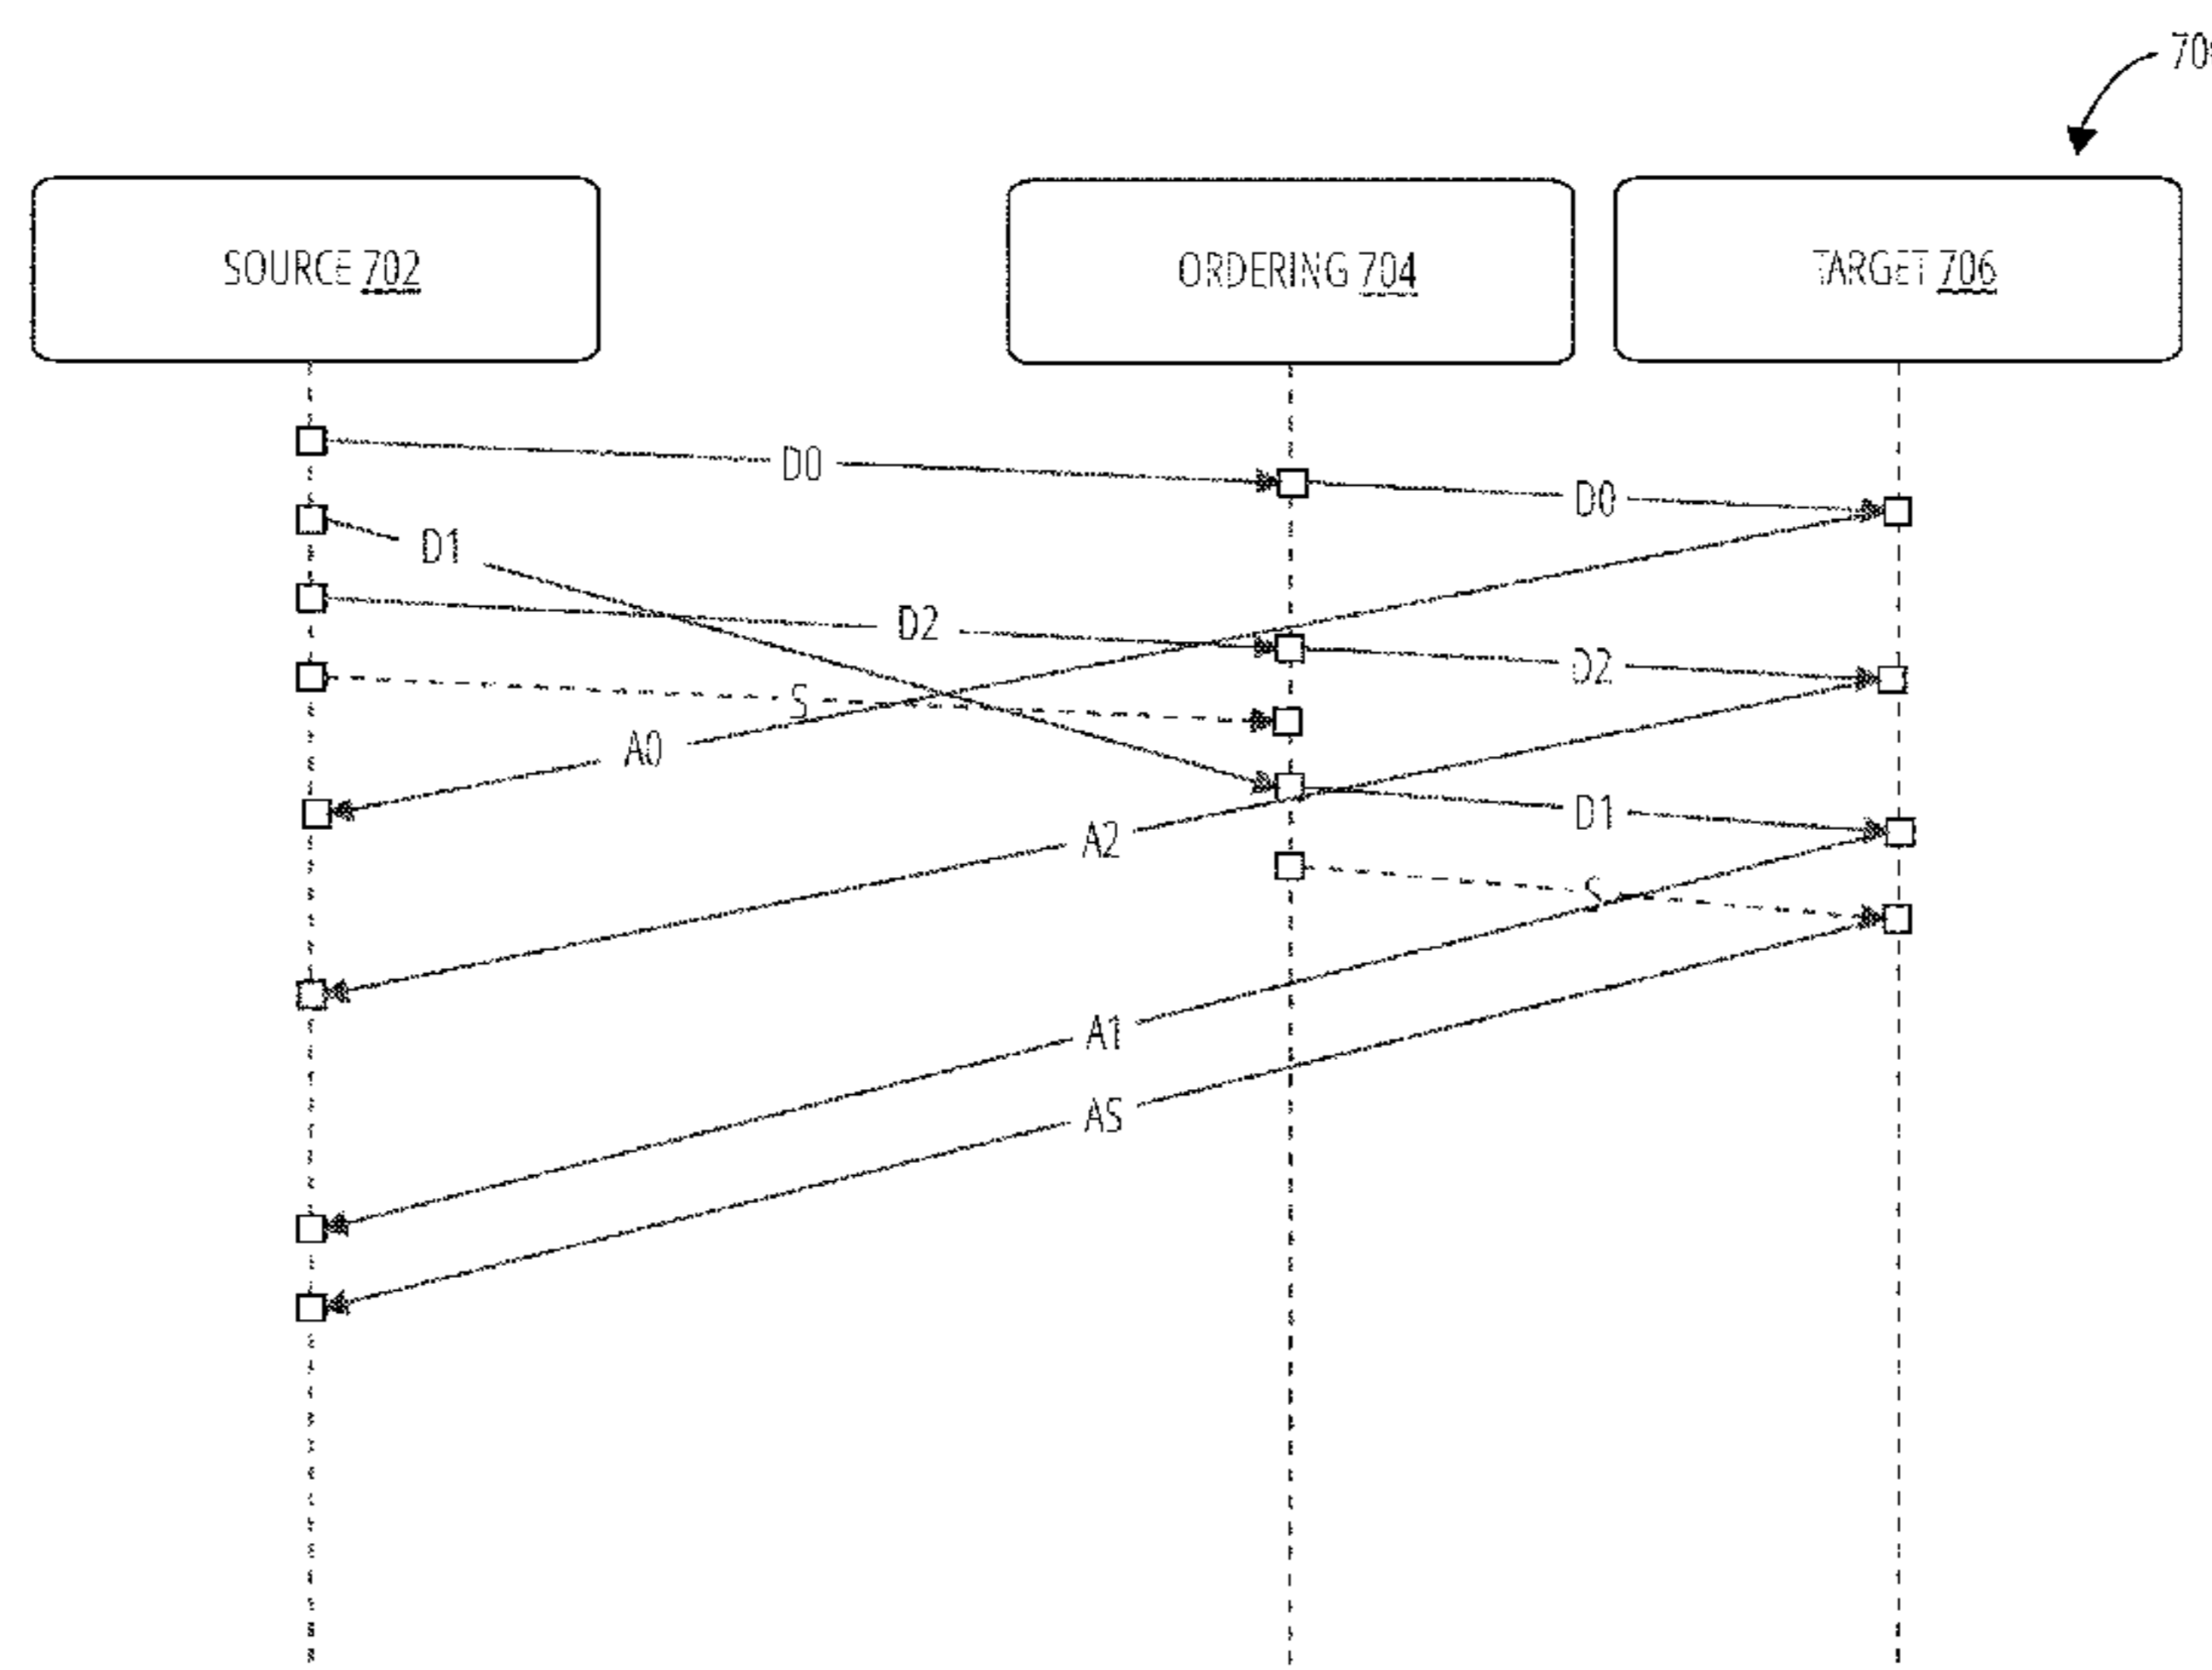 SOURCE 702
ORDERING 704
TARGET 706
D0
D0
D1
D2
D2
S
A0
D1
A2
S
A1
AS